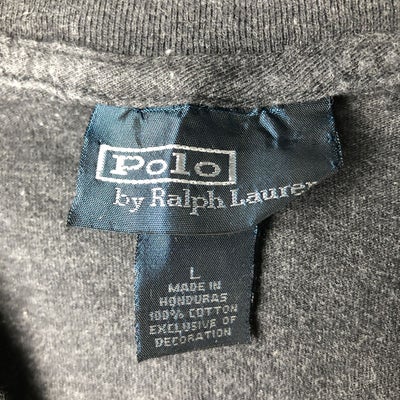 Polo
by Ralph Lauren
L
MADE IN
HONDURAS
100% COTTON
EXCLUSIVE OF
DECORATION